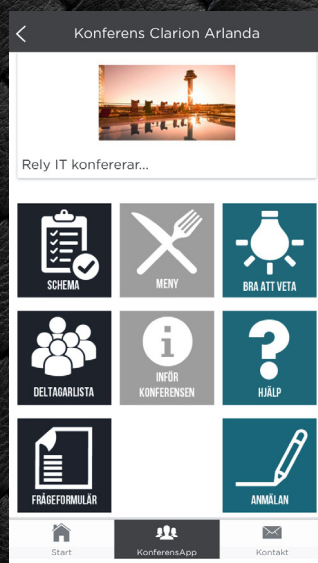 Konferens Clarion Arlanda
Rely IT konfererar...
SCHEMA
MENY
BRA ATT VETA
DELTAGARLISTA
INFÖR
KONFERENSEN
HJÄLP
FRÅGEFORMULÄR
ANMÄLAN
Start
KonferensApp
Kontakt